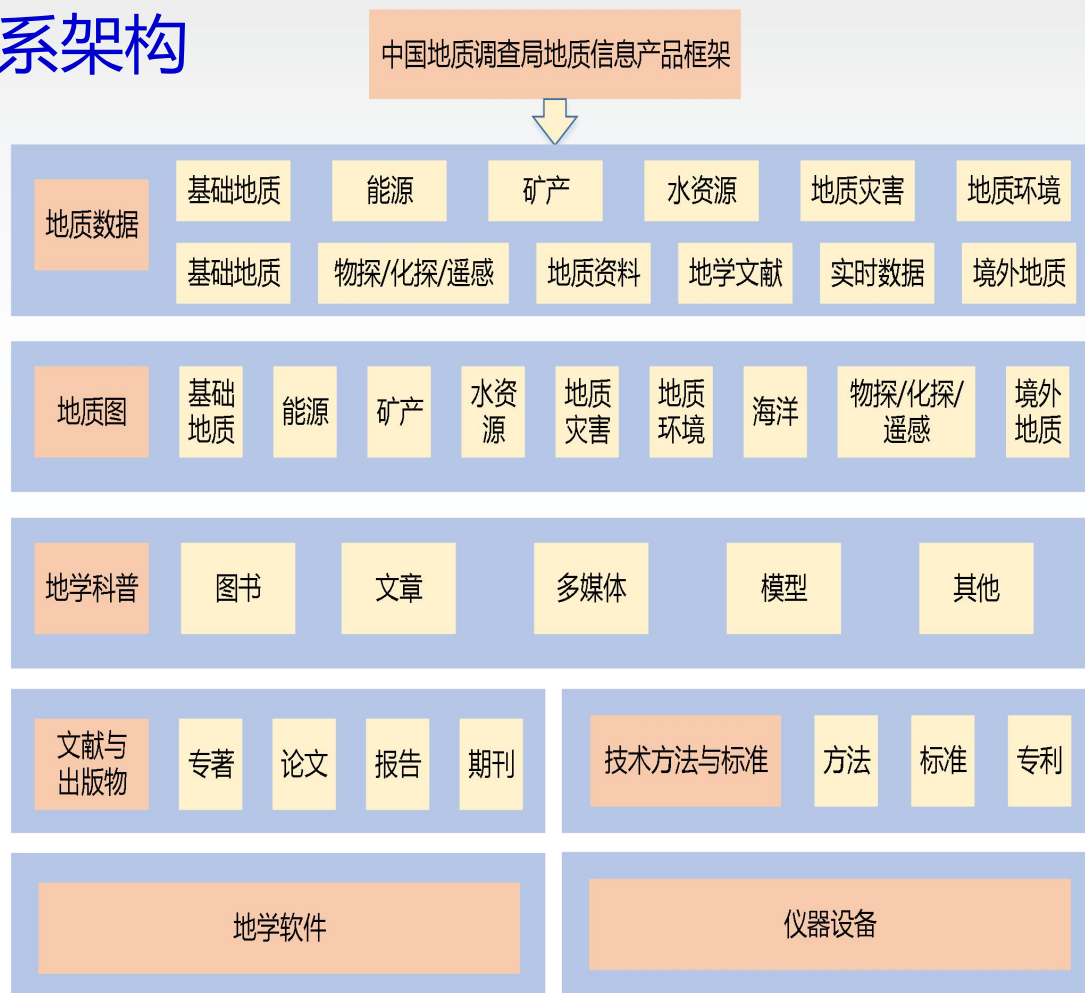 系架构
中国地质调查局地质信息产品框架
地质数据
基础地质
能源
矿产
水资源
地质灾害
地质环境
基础地质
物探/化探/遥感
地质资料
地学文献
实时数据
境外地质
地质图
基础
地质
能源
矿产
水资
源
地质
灾害
地质
环境
海洋
物探/化探/
遥感
境外
地质
地学科普
图书
文章
多媒体
模型
其他
文献与
出版物
专著
论文
报告
期刊
技术方法与标准
方法
标准
专利
地学软件
仪器设备